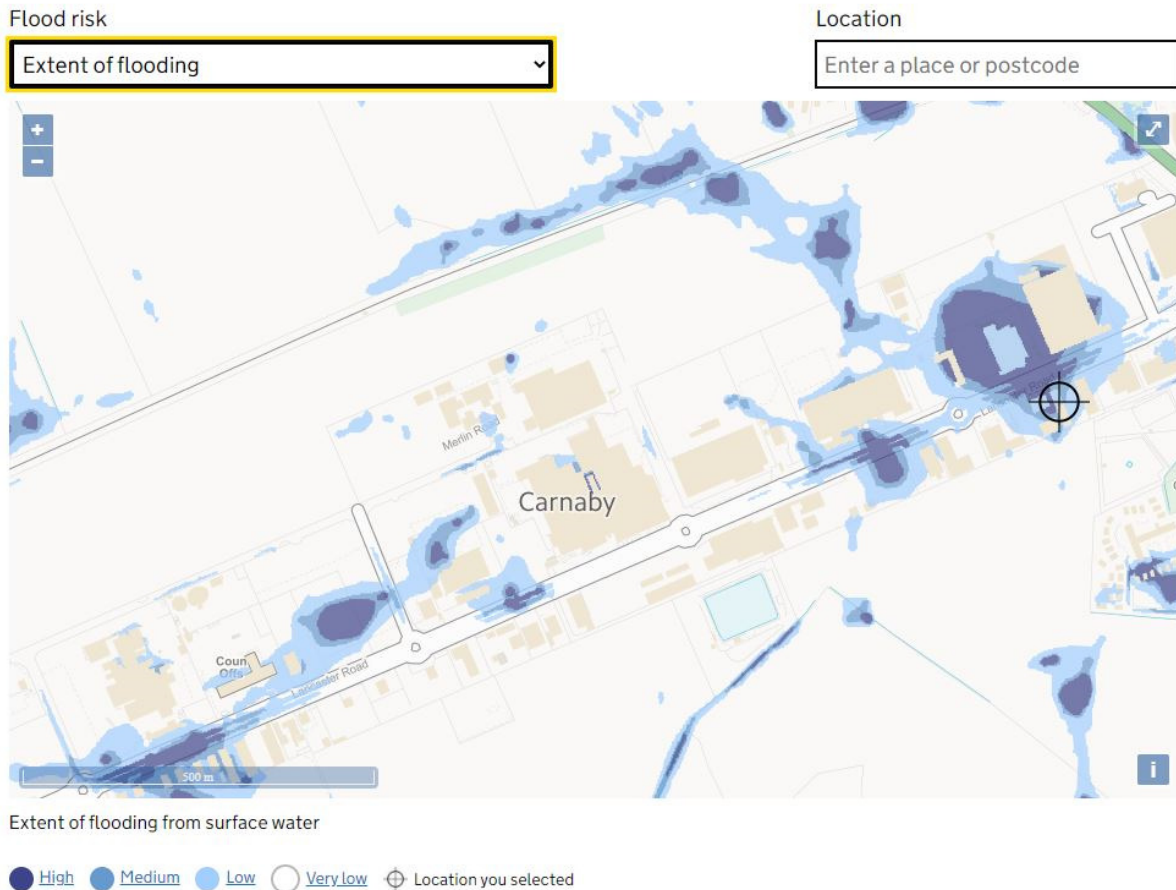 Flood risk
Location
Extent of flooding
Enter a place or postcode
+
-
Merlin Road
Carnaby
Coun
Offs
Lancaster Road
500 m
i
Extent of flooding from surface water
High
Medium
Low
Very low
Location you selected